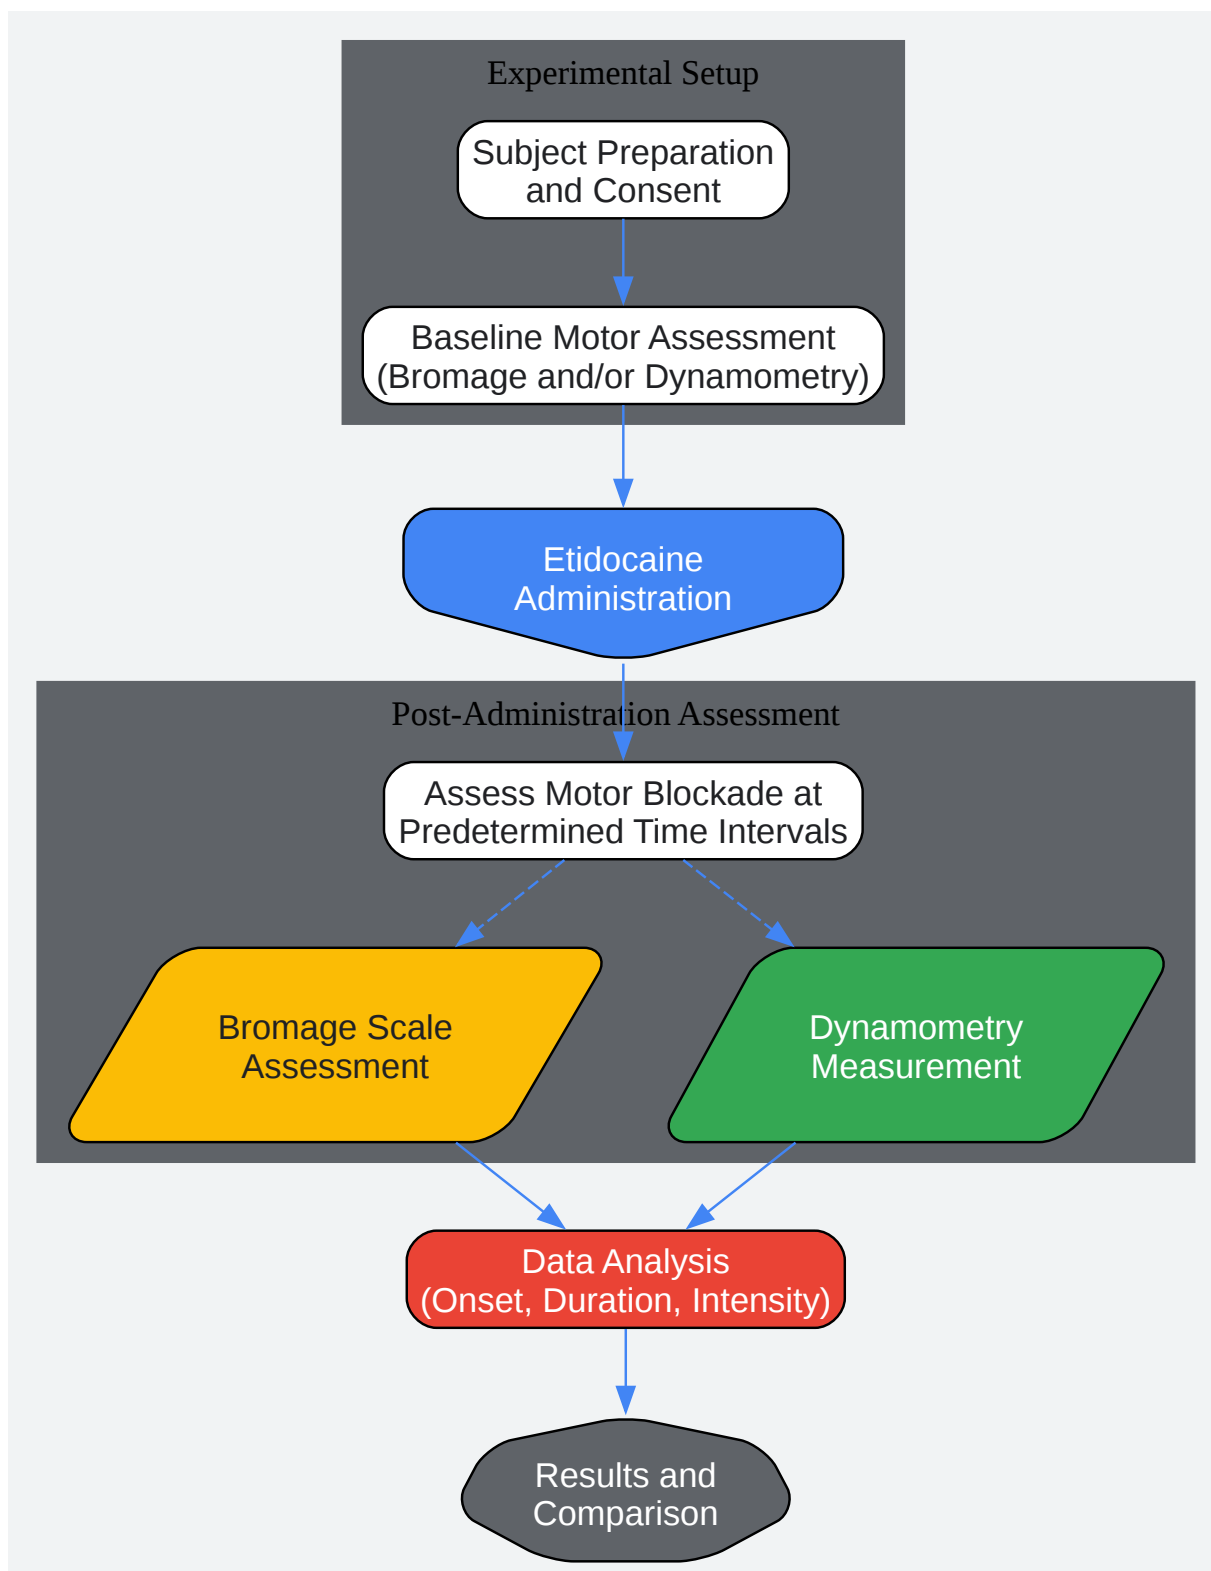 Experimental Setup
Subject Preparation
and Consent
Baseline Motor Assessment
(Bromage and/or Dynamometry)
Etidocaine
Administration
Post-Administration Assessment
Assess Motor Blockade at
Predetermined Time Intervals
Bromage Scale
Assessment
Dynamometry
Measurement
Data Analysis
(Onset, Duration, Intensity)
Results and
Comparison